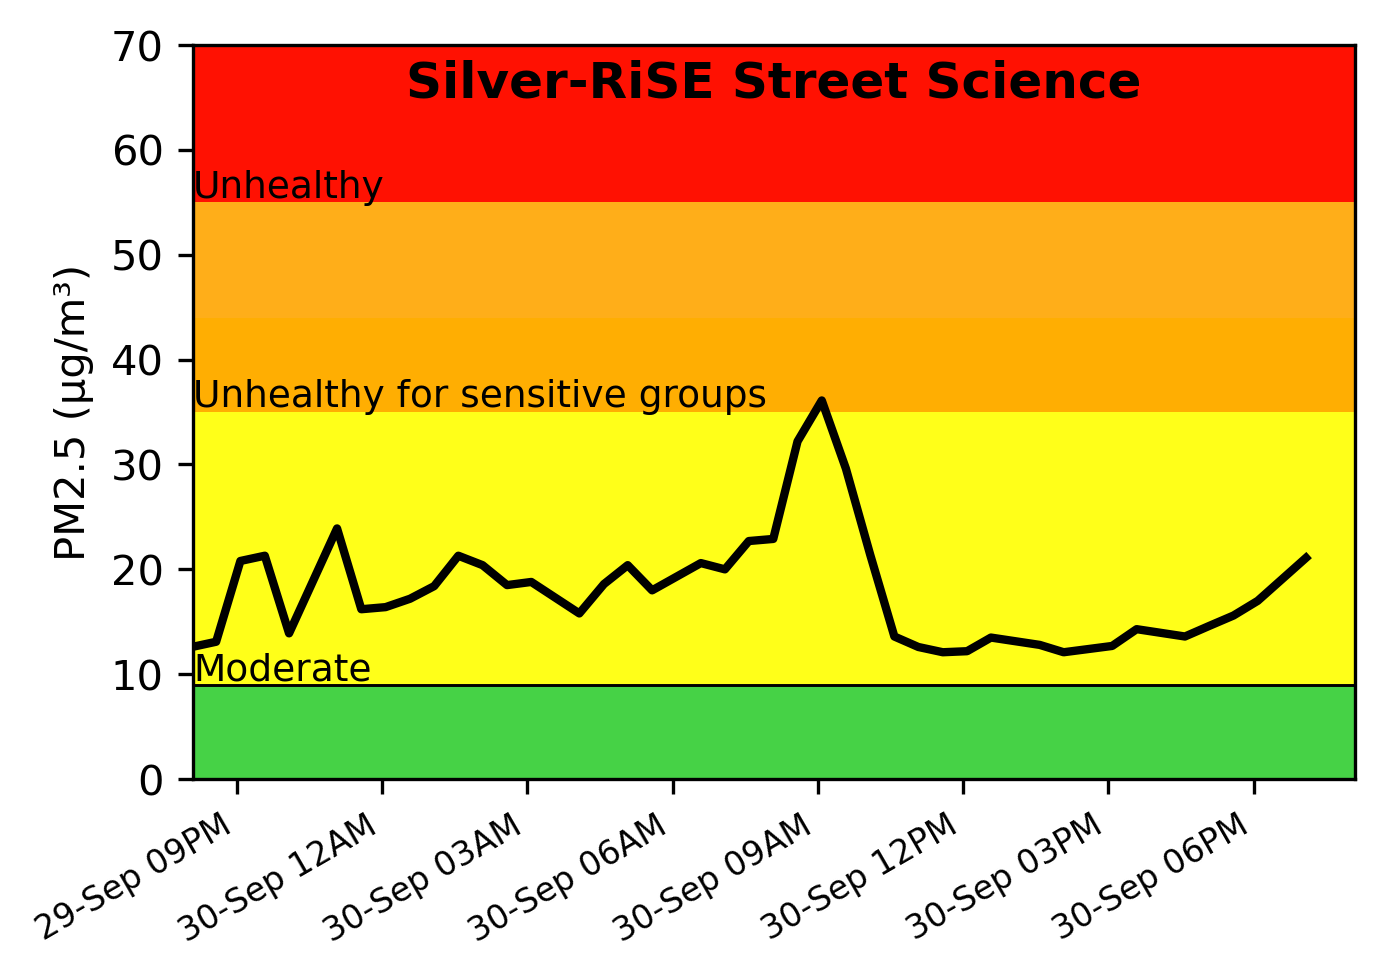 Silver-RiSE Street Science
PM2.5 (µg/m³)
70
60
Unhealthy
50
40
Unhealthy for sensitive groups
30
20
10
Moderate
0
29-Sep 09PM
30-Sep 12AM
30-Sep 03AM
30-Sep 06AM
30-Sep 09AM
30-Sep 12PM
30-Sep 03PM
30-Sep 06PM